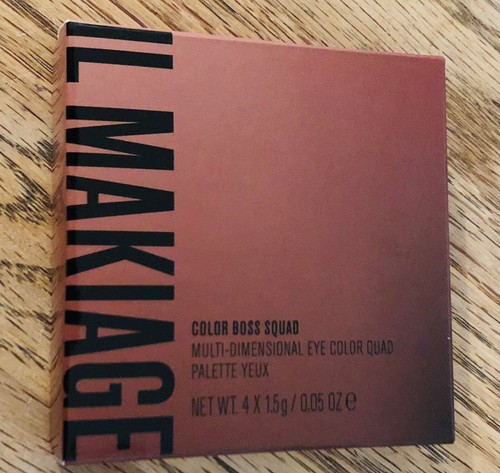 IL MAKIAGE
COLOR BOSS SQUAD
MULTI-DIMENSIONAL EYE COLOR QUAD
PALETTE YEUX
NET WT. 4 X 1.5g / 0.05 OZ ℮